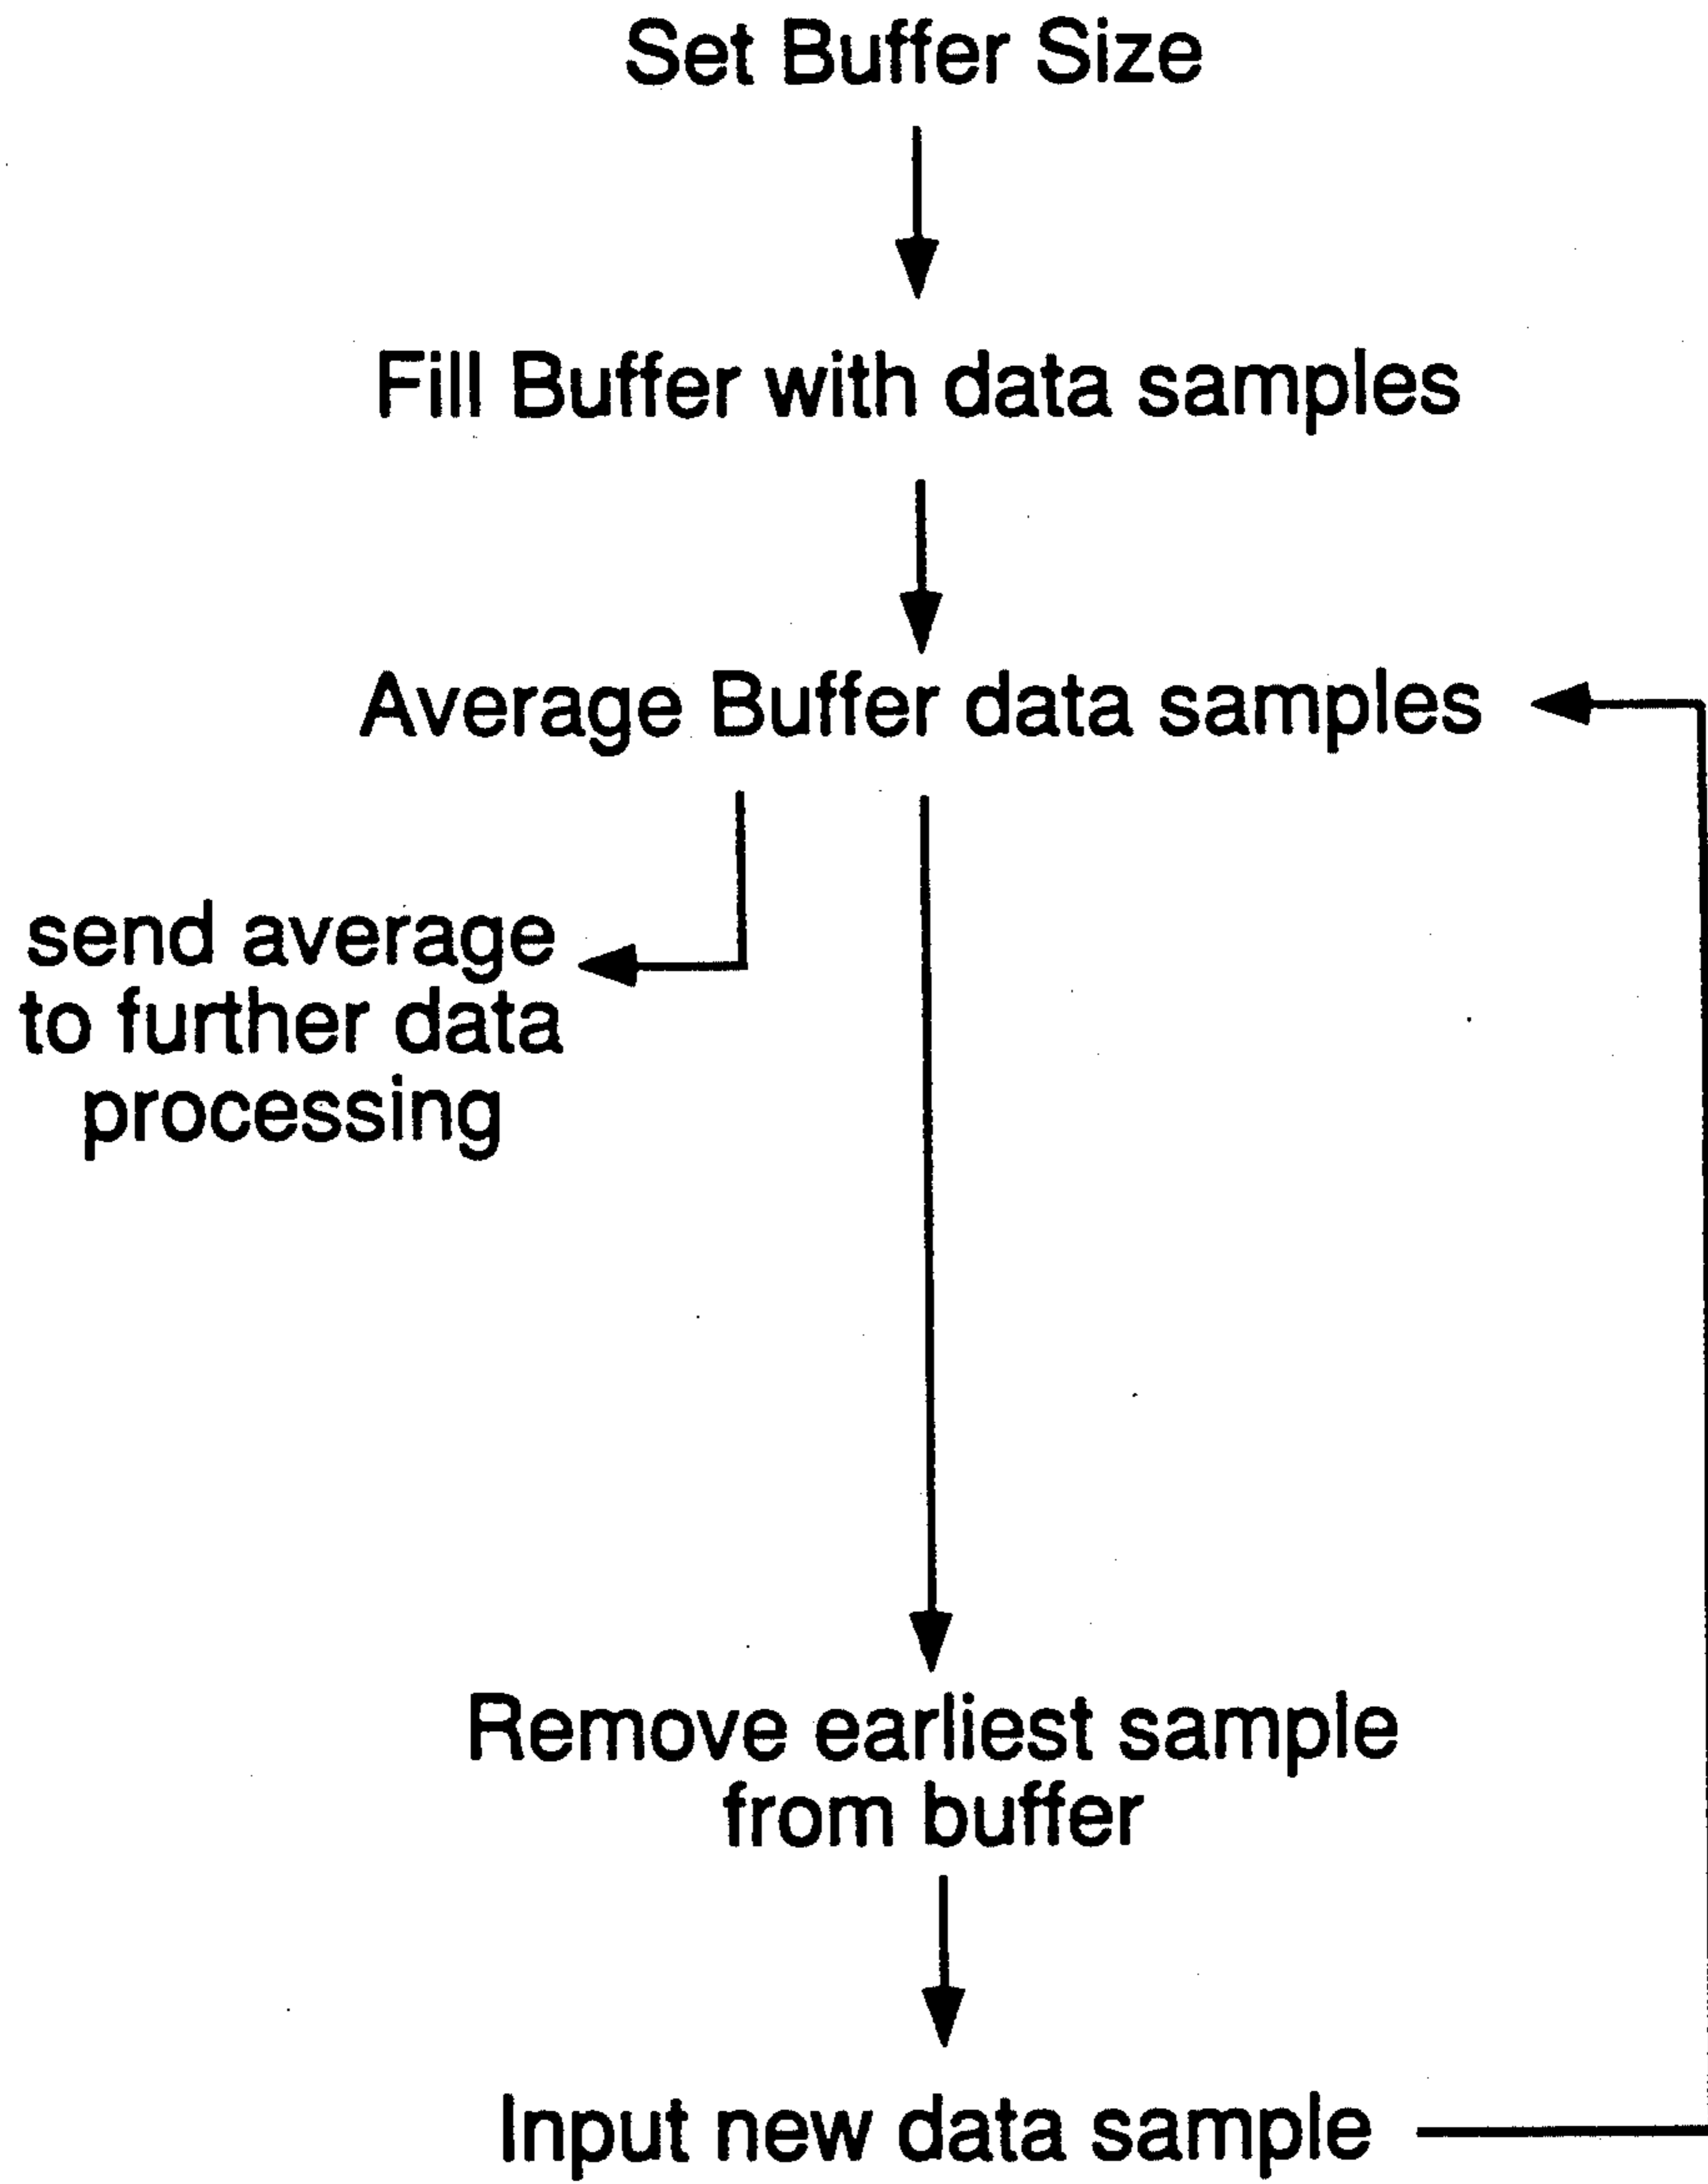 Set Buffer Size
Fill Buffer with data samples
Average Buffer data samples
send average
to further data
processing
Remove earliest sample
from buffer
Input new data sample